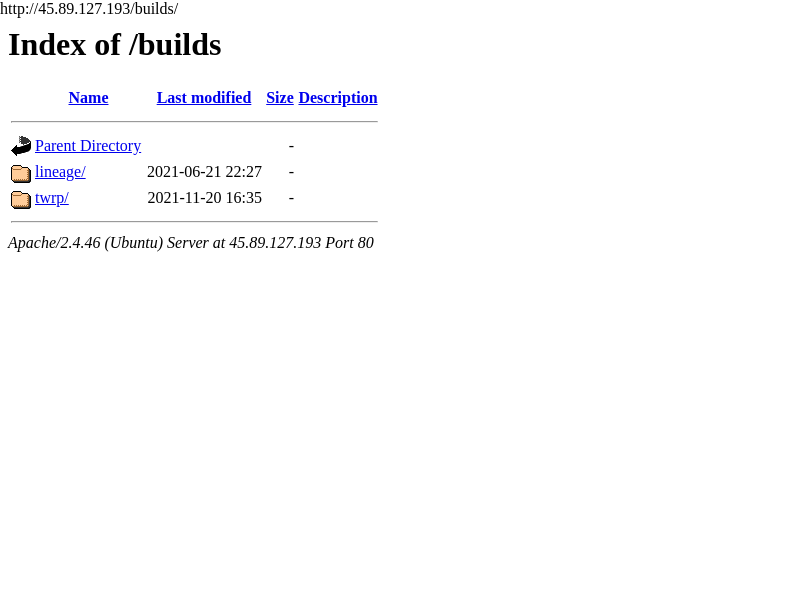 http://45.89.127.193/builds/
Index of /builds
Name Last modified Size Description
Parent Directory -
lineage/ 2021-06-21 22:27 -
twrp/ 2021-11-20 16:35 -
Apache/2.4.46 (Ubuntu) Server at 45.89.127.193 Port 80